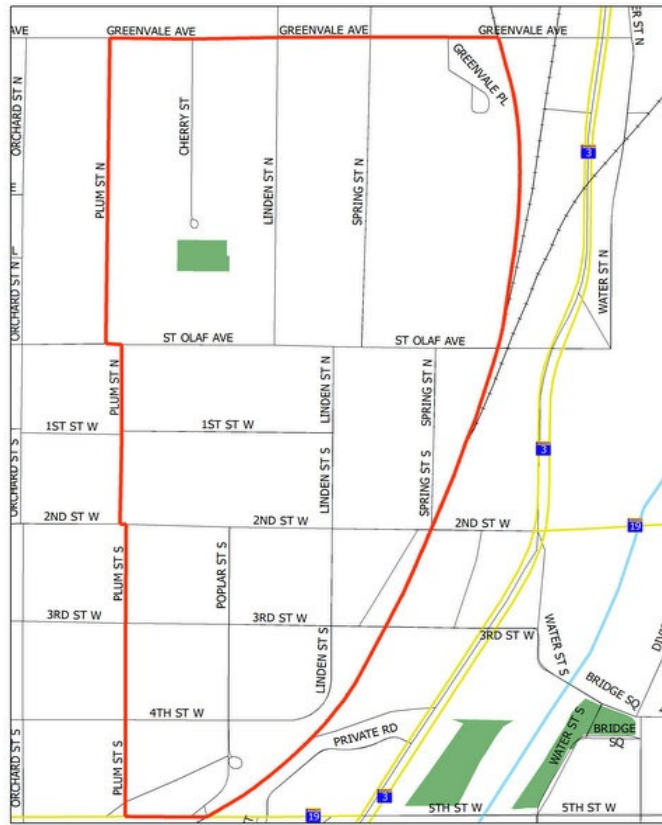 AVE
GREENVALE AVE
GREENVALE AVE
GREENVALE AVE
ER ST N
ORCHARD ST N
CHERRY ST
GREENVALE PL
3
PLUM ST N
LINDEN ST N
SPRING ST N
ORCHARD ST N
WATER ST N
ST OLAF AVE
ST OLAF AVE
PLUM ST N
LINDEN ST N
SPRING ST N
1ST ST W
1ST ST W
3
ORCHARD ST S
LINDEN ST S
SPRING ST S
2ND ST W
2ND ST W
2ND ST W
19
PLUM ST S
POPLAR ST S
3RD ST W
3RD ST W
3RD ST W
WATER ST S
LINDEN ST S
BRIDGE SQ
4TH ST W
PRIVATE RD
WATER ST S
BRIDGE
SQ
ORCHARD ST S
PLUM ST S
3
19
5TH ST W
5TH ST W